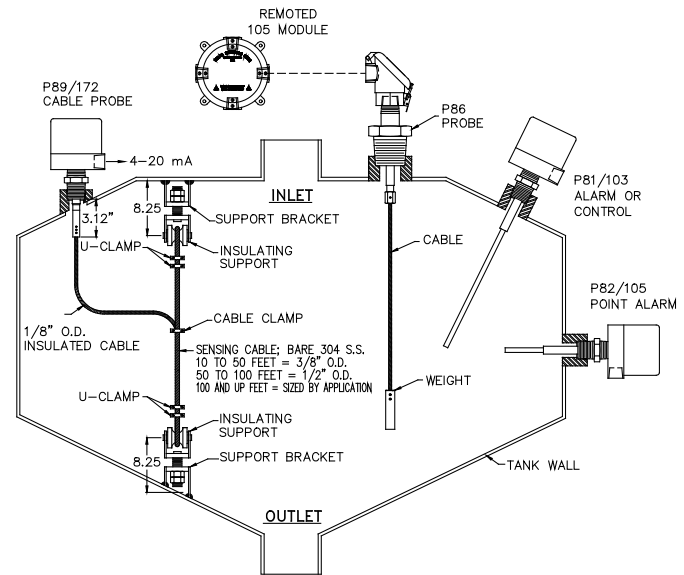 REMOTED
105 MODULE
P89/172
CABLE PROBE
P86
PROBE
4-20 mA
INLET
8.25
P81/103
ALARM OR
CONTROL
3.12"
SUPPORT BRACKET
U-CLAMP
INSULATING
SUPPORT
CABLE
P82/105
POINT ALARM
1/8" O.D.
INSULATED CABLE
CABLE CLAMP
SENSING CABLE; BARE 304 S.S.
10 TO 50 FEET = 3/8" O.D.
50 TO 100 FEET = 1/2" O.D.
100 AND UP FEET = SIZED BY APPLICATION
WEIGHT
U-CLAMP
INSULATING
SUPPORT
8.25
SUPPORT BRACKET
TANK WALL
OUTLET